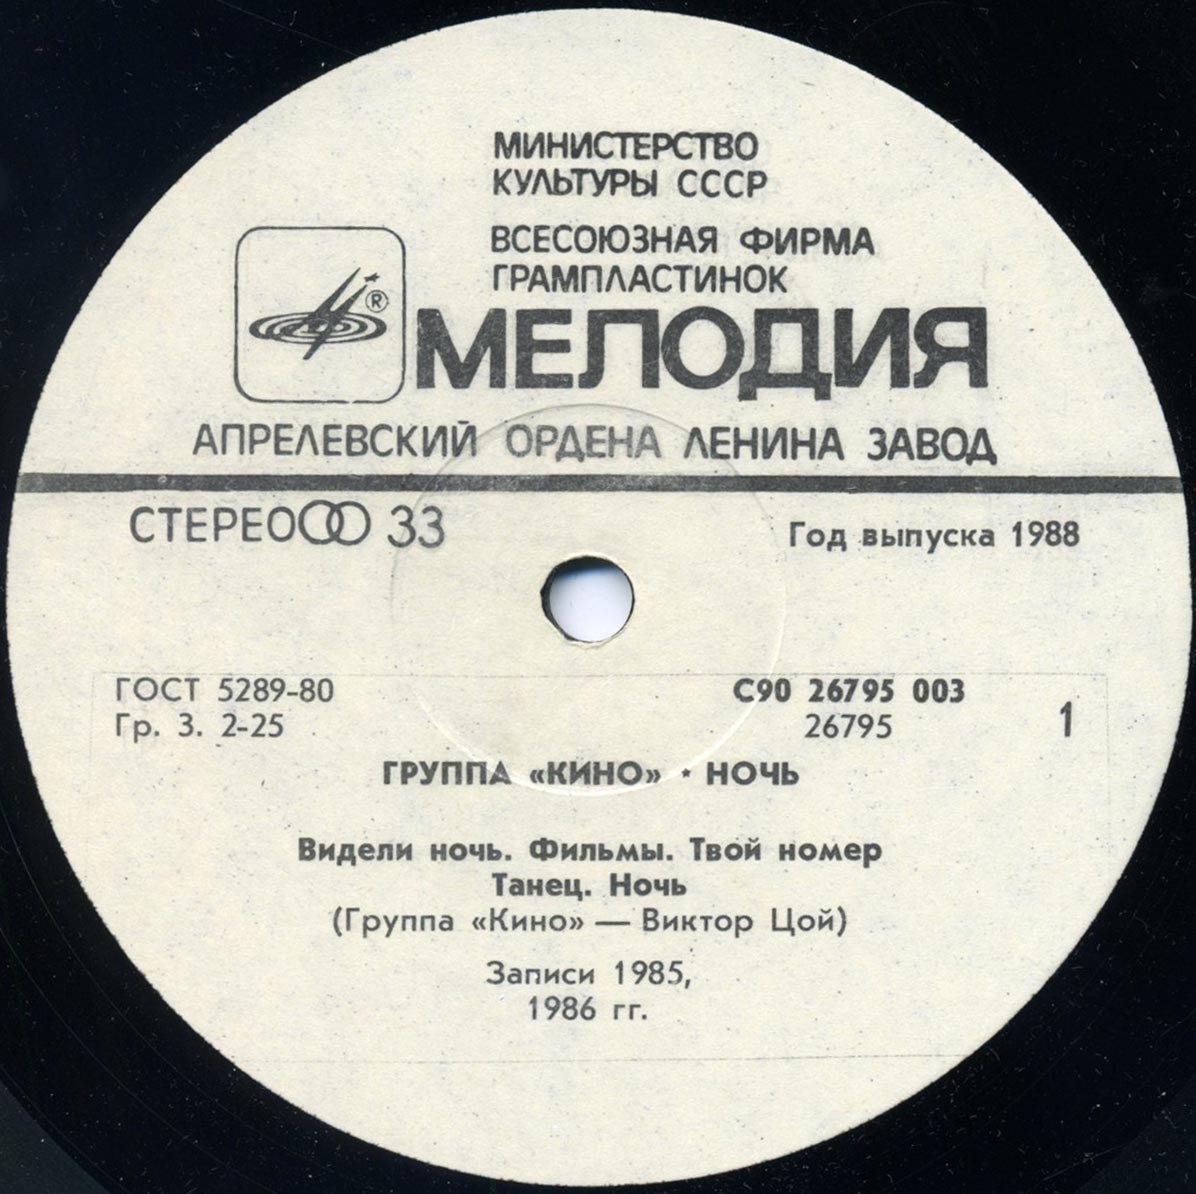 МИНИСТЕРСТВО
КУЛЬТУРЫ СССР
ВСЕСОЮЗНАЯ ФИРМА
ГРАМПЛАСТИНОК
®
МЕЛОДИЯ
АПРЕЛЕВСКИЙ ОРДЕНА ЛЕНИНА ЗАВОД
СТЕРЕО 33
Год выпуска 1988
ГОСТ 5289-80
Гр. 3. 2-25
С90 26795 003
26795
1
ГРУППА «КИНО» · НОЧЬ
Видели ночь. Фильмы. Твой номер
Танец. Ночь
(Группа «Кино» — Виктор Цой)
Записи 1985,
1986 гг.